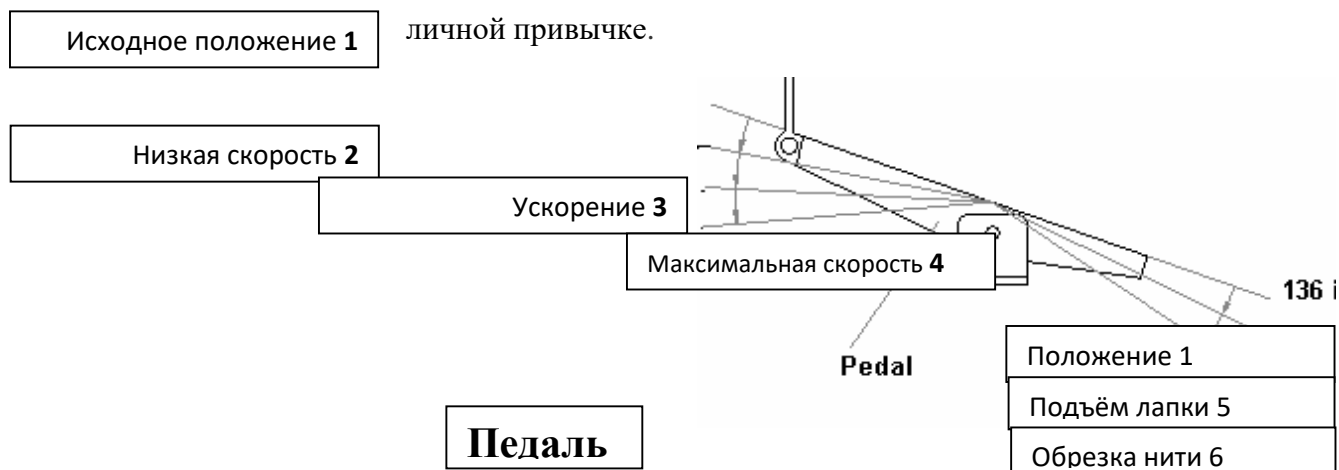 личной привычке.
Исходное положение 1
Низкая скорость 2
Ускорение 3
Максимальная скорость 4
136 i
Pedal
Положение 1
Подъём лапки 5
Обрезка нити 6
Педаль